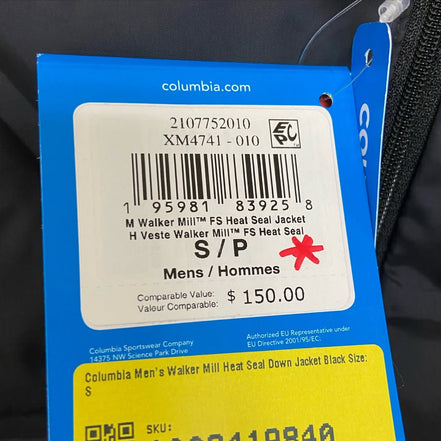 columbia.com
2107752010
XM4741 - 010
EPC
1 95981 83925 8
M Walker Mill™ FS Heat Seal Jacket
H Veste Walker Mill™ FS Heat Seal
S / P
Mens / Hommes
Comparable Value:
Valeur Comparable: $ 150.00
Columbia Sportswear Company
14375 NW Science Park Drive
Authorized EU Representative under
EU Directive 2001/95/EC.
Columbia Men's Walker Mill Heat Seal Down Jacket Black Size:
S
SKU: